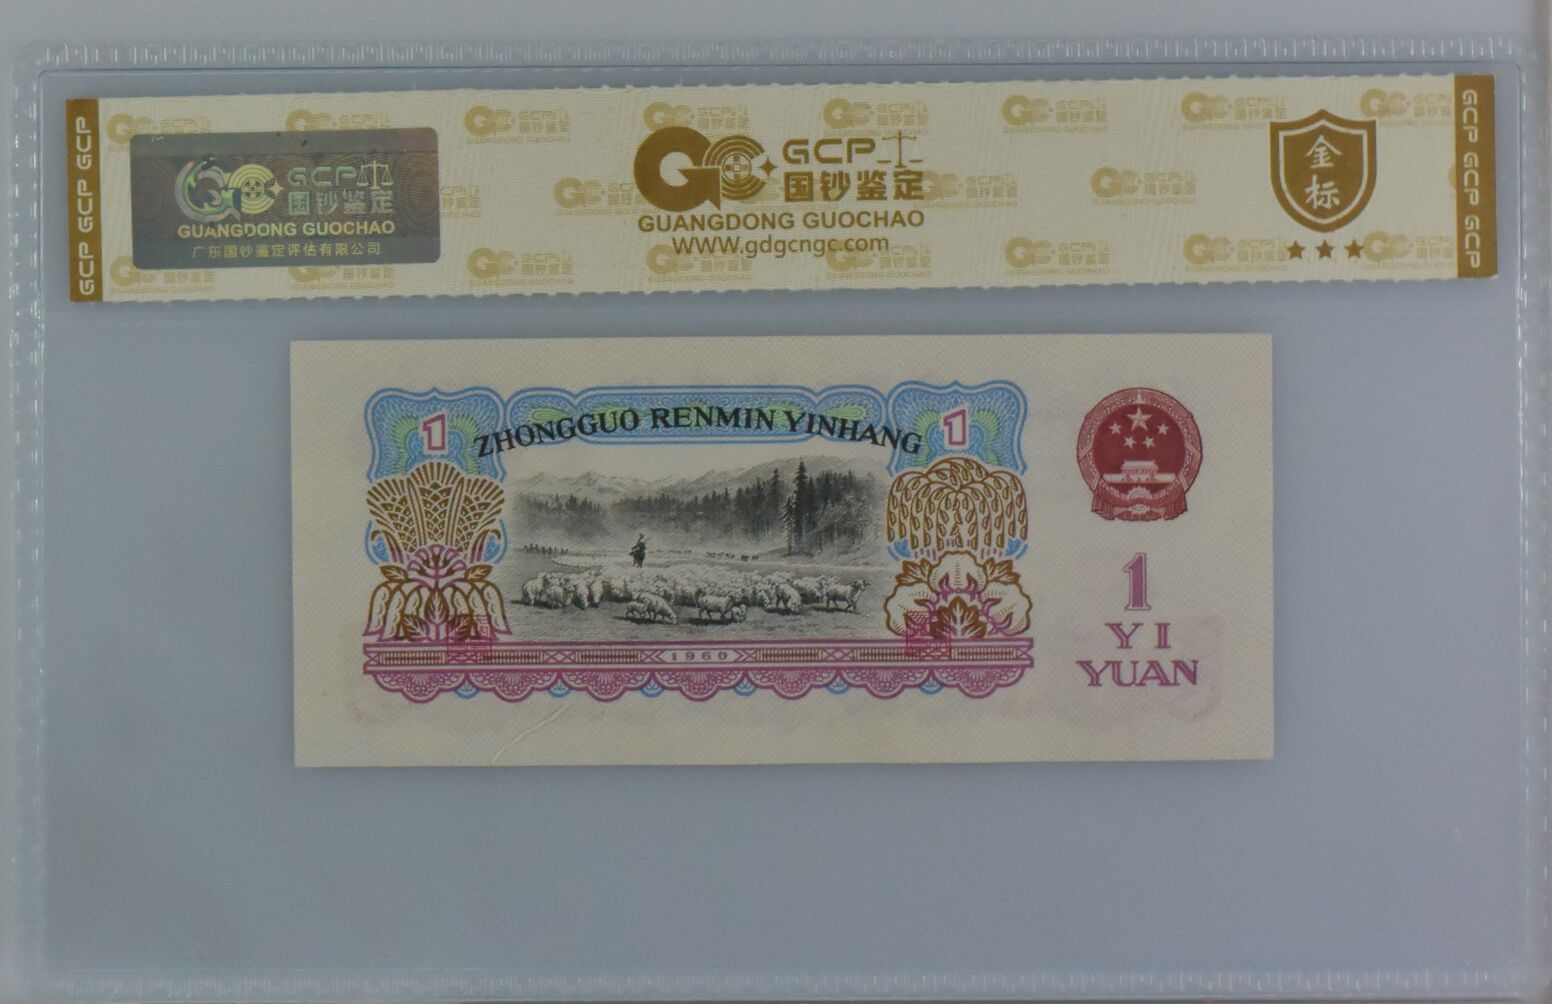 GCP GCP GCP
GCP
国钞鉴定
GUANGDONG GUOCHAO
广东国钞鉴定评估有限公司
GCP
国钞鉴定
GUANGDONG GUOCHAO
WWW.gdgcngc.com
金
标
GCP GCP GCP
1
ZHONGGUO RENMIN YINHANG
1
1960
1
YI
YUAN